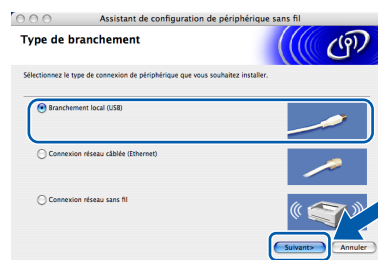 Assistant de configuration de périphérique sans fil
Type de branchement
Sélectionnez le type de connexion de périphérique que vous souhaitez installer.
Branchement local (USB)
Connexion réseau câblée (Ethernet)
Connexion réseau sans fil
Suivant> Annuler